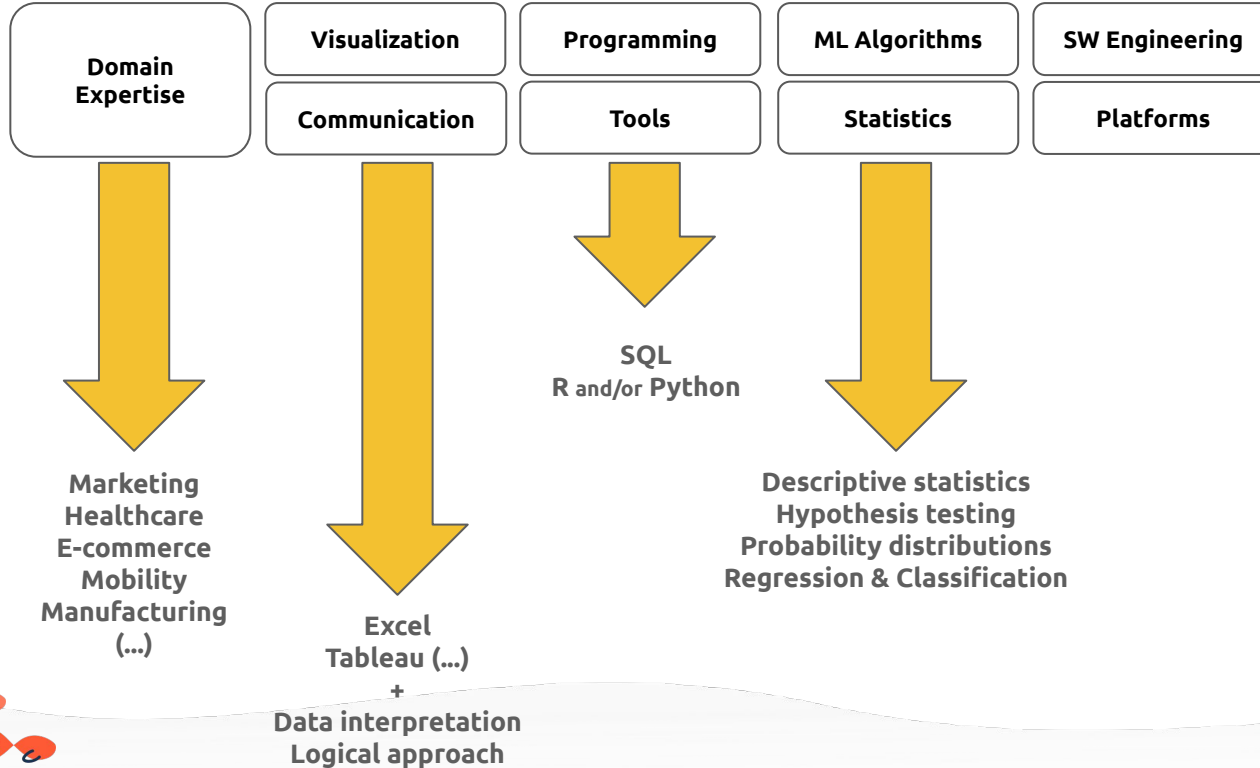 Domain
Expertise
Visualization
Communication
Programming
Tools
ML Algorithms
Statistics
SW Engineering
Platforms
Marketing
Healthcare
E-commerce
Mobility
Manufacturing
(...)
Excel
Tableau (...)
+
Data interpretation
Logical approach
SQL
R and/or Python
Descriptive statistics
Hypothesis testing
Probability distributions
Regression & Classification